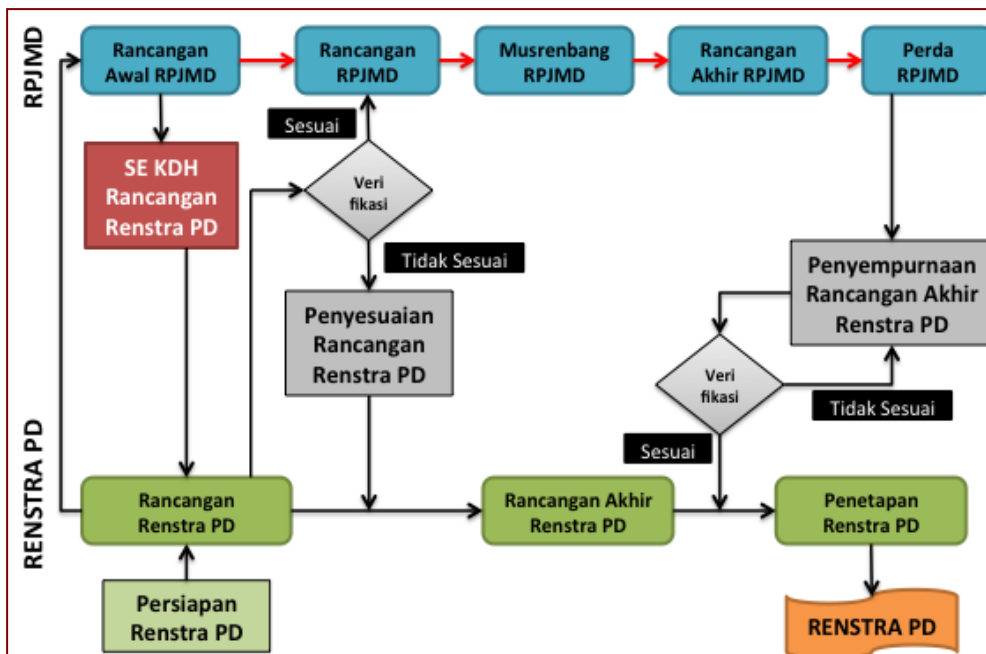 RPJMD
Rancangan
Awal RPJMD
Rancangan
RPJMD
Musrenbang
RPJMD
Rancangan
Akhir RPJMD
Perda
RPJMD
Sesuai
SE KDH
Rancangan
Renstra PD
Veri
fikasi
Tidak Sesuai
Penyesuaian
Rancangan
Renstra PD
Penyempurnaan
Rancangan Akhir
Renstra PD
Veri
fikasi
Tidak Sesuai
Sesuai
RENSTRA PD
Rancangan
Renstra PD
Rancangan Akhir
Renstra PD
Penetapan
Renstra PD
Persiapan
Renstra PD
RENSTRA PD